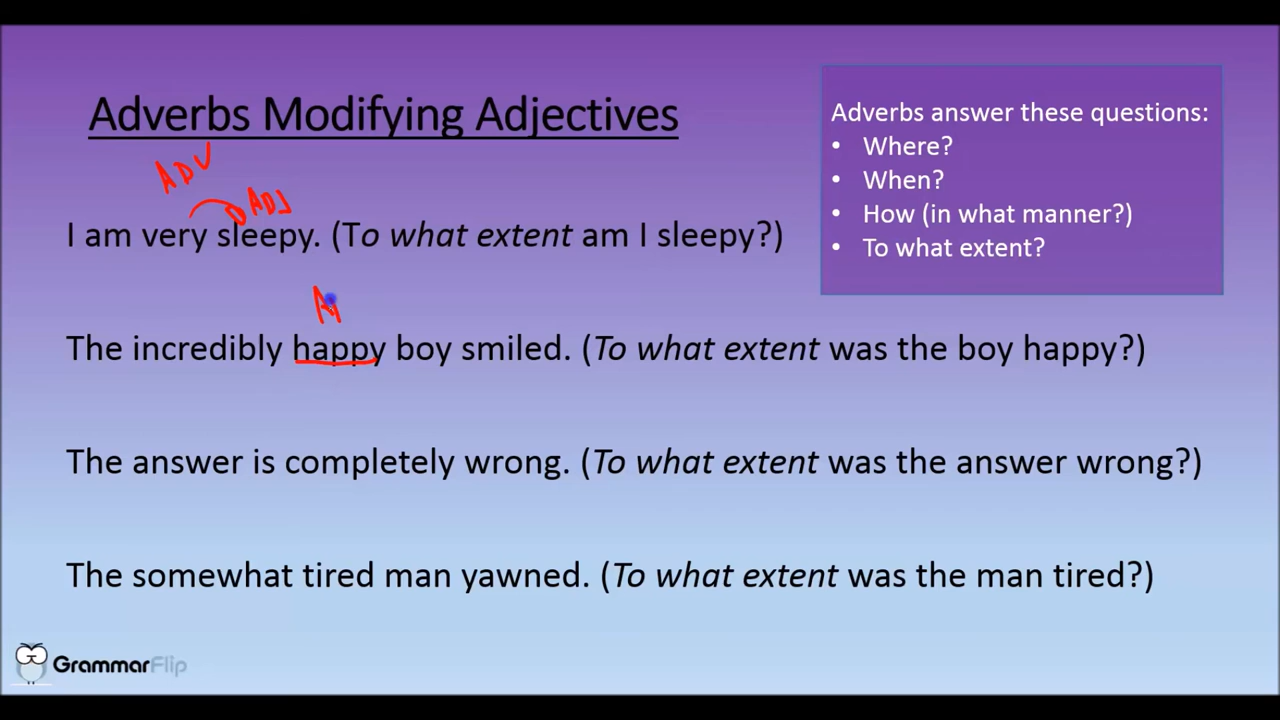 Adverbs Modifying Adjectives
Adverbs answer these questions:
• Where?
• When?
• How (in what manner?)
• To what extent?
ADV
ADJ
I am very sleepy. (To what extent am I sleepy?)
The incredibly happy boy smiled. (To what extent was the boy happy?)
The answer is completely wrong. (To what extent was the answer wrong?)
The somewhat tired man yawned. (To what extent was the man tired?)
GrammarFlip